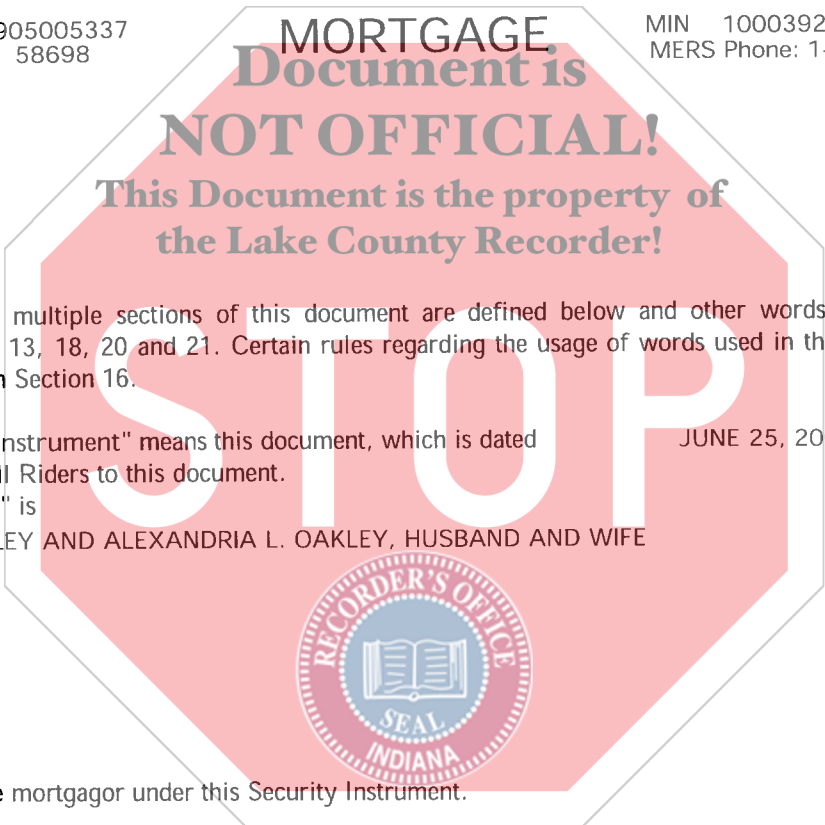 905005337
58698
MORTGAGE
MIN 1000392
MERS Phone: 1-
Document is
NOT OFFICIAL!
This Document is the property of
the Lake County Recorder!
multiple sections of this document are defined below and other words
13, 18, 20 and 21. Certain rules regarding the usage of words used in th
n Section 16.
nstrument" means this document, which is dated JUNE 25, 20
ll Riders to this document.
" is
LEY AND ALEXANDRIA L. OAKLEY, HUSBAND AND WIFE
STOP
RECORDER'S OFFICE
SEAL
INDIANA
e mortgagor under this Security Instrument.